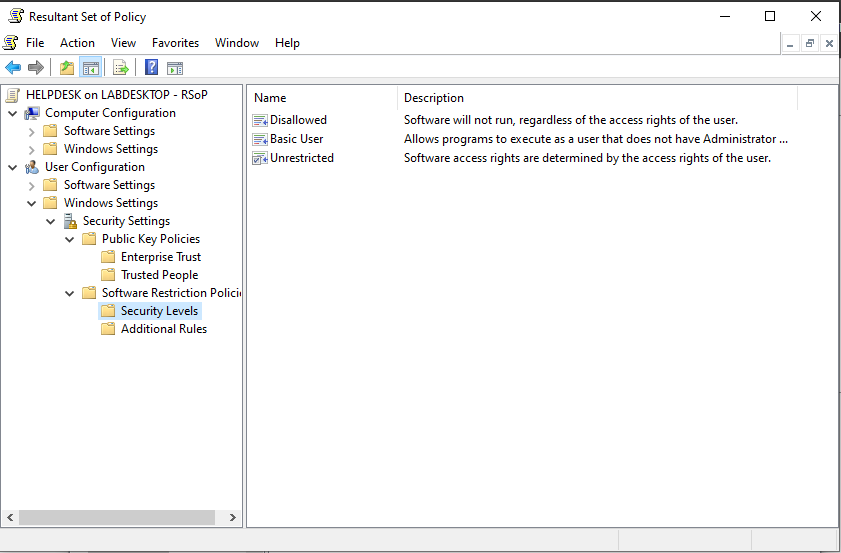 Resultant Set of Policy
File Action View Favorites Window Help
HELPDESK on LABDESKTOP - RSoP
Computer Configuration
Software Settings
Windows Settings
User Configuration
Software Settings
Windows Settings
Security Settings
Public Key Policies
Enterprise Trust
Trusted People
Software Restriction Policie
Security Levels
Additional Rules
Name Description
Disallowed Software will not run, regardless of the access rights of the user.
Basic User Allows programs to execute as a user that does not have Administrator ...
Unrestricted Software access rights are determined by the access rights of the user.